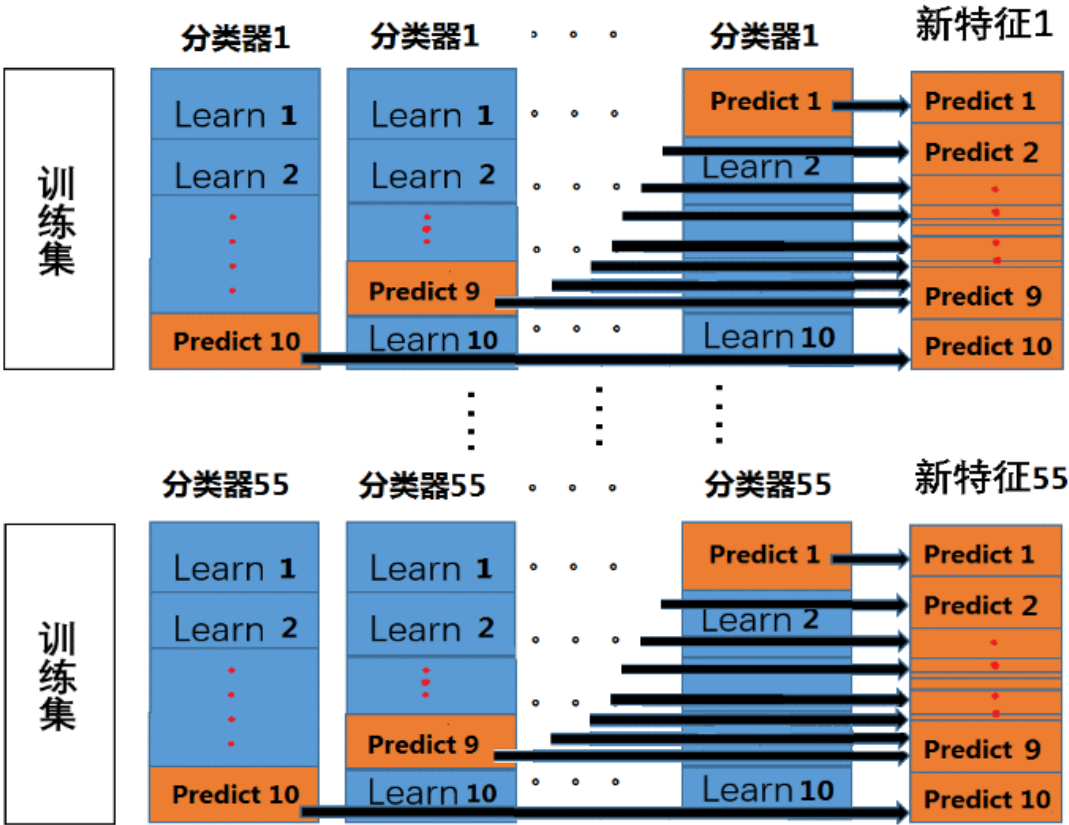 分类器1 分类器1 分类器1 新特征1
训练集
Learn 1 Learn 1 Predict 1 Predict 1
Learn 2 Learn 2 Learn 2 Predict 2
Predict 9 Predict 9
Predict 10 Learn 10 Learn 10 Predict 10
分类器55 分类器55 分类器55 新特征55
训练集
Learn 1 Learn 1 Predict 1 Predict 1
Learn 2 Learn 2 Learn 2 Predict 2
Predict 9 Predict 9
Predict 10 Learn 10 Learn 10 Predict 10